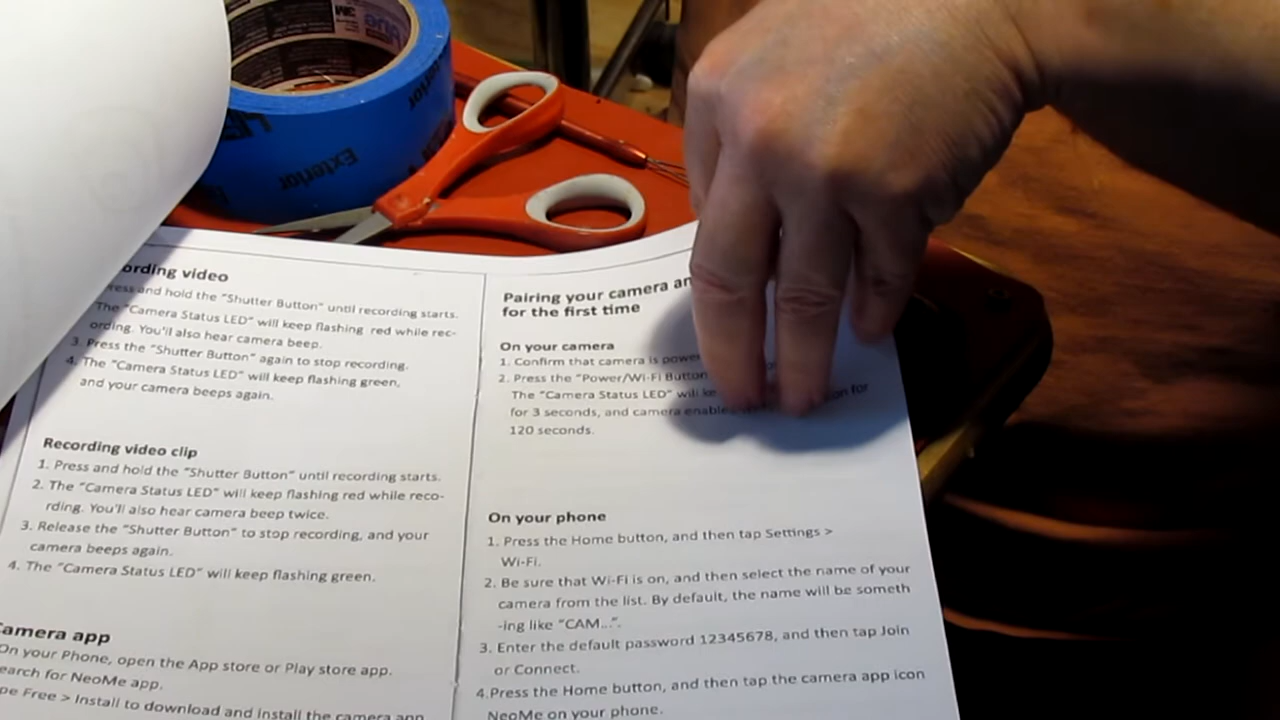 3M
Exterior
ording video
Press and hold the "Shutter Button" until recording starts.
The "Camera Status LED" will keep flashing red while rec-
ording. You'll also hear camera beep.
3. Press the "Shutter Button" again to stop recording.
4. The "Camera Status LED" will keep flashing green,
and your camera beeps again.
Recording video clip
1. Press and hold the "Shutter Button" until recording starts.
2. The "Camera Status LED" will keep flashing red while reco-
rding. You'll also hear camera beep twice.
3. Release the "Shutter Button" to stop recording, and your
camera beeps again.
4. The "Camera Status LED" will keep flashing green.
Camera app
On your Phone, open the App store or Play store app.
earch for NeoMe app.
pe Free > Install to download and install the camera app
Pairing your camera an
for the first time
On your camera
1. Confirm that camera is power
2. Press the "Power/Wi-Fi Button
The "Camera Status LED" will ke on for
for 3 seconds, and camera enable
120 seconds.
On your phone
1. Press the Home button, and then tap Settings >
Wi-Fi.
2. Be sure that Wi-Fi is on, and then select the name of your
camera from the list. By default, the name will be someth
-ing like "CAM...".
3. Enter the default password 12345678, and then tap Join
or Connect.
4.Press the Home button, and then tap the camera app icon
NeoMe on your phone.